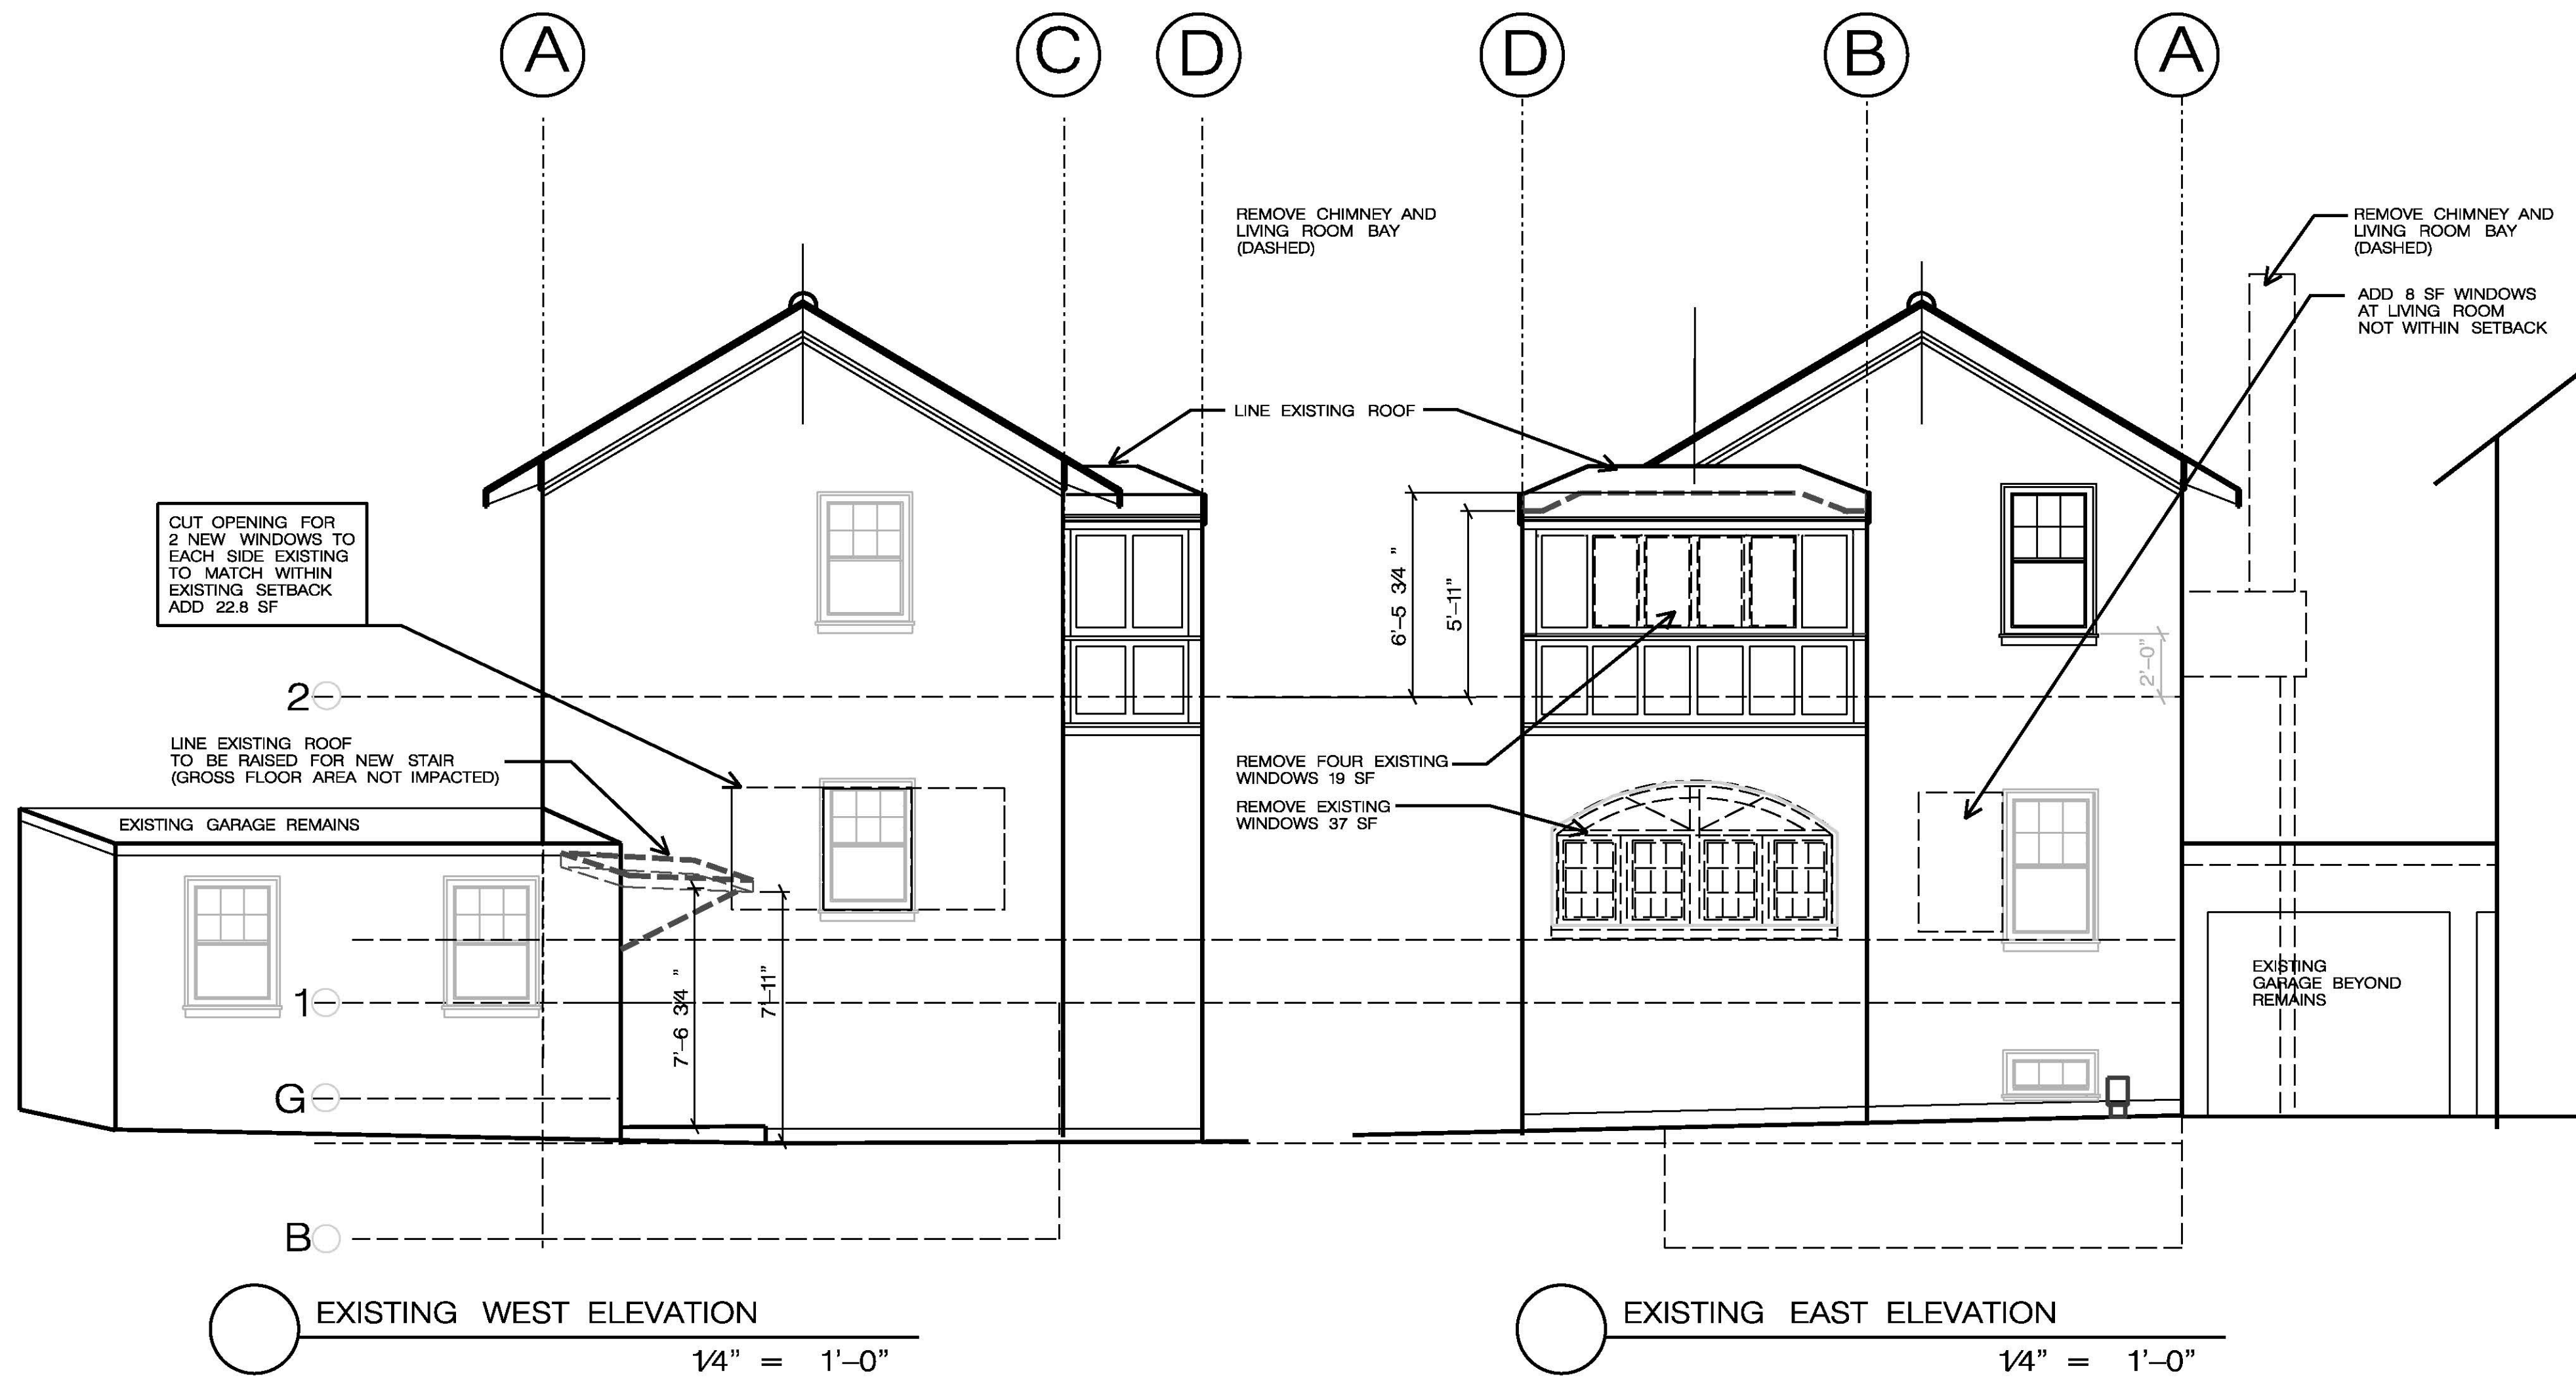 A
C
D
D
B
A
REMOVE CHIMNEY AND
LIVING ROOM BAY
(DASHED)
REMOVE CHIMNEY AND
LIVING ROOM BAY
(DASHED)
ADD 8 SF WINDOWS
AT LIVING ROOM
NOT WITHIN SETBACK
LINE EXISTING ROOF
CUT OPENING FOR
2 NEW WINDOWS TO
EACH SIDE EXISTING
TO MATCH WITHIN
EXISTING SETBACK
ADD 22.8 SF
6'-5 3/4 "
5'-11"
2'-0"
2
LINE EXISTING ROOF
TO BE RAISED FOR NEW STAIR
(GROSS FLOOR AREA NOT IMPACTED)
REMOVE FOUR EXISTING
WINDOWS 19 SF
REMOVE EXISTING
WINDOWS 37 SF
EXISTING GARAGE REMAINS
7'-6 3/4 "
7'-11"
EXISTING
GARAGE BEYOND
REMAINS
1
G
B
EXISTING WEST ELEVATION
1/4" = 1'-0"
EXISTING EAST ELEVATION
1/4" = 1'-0"